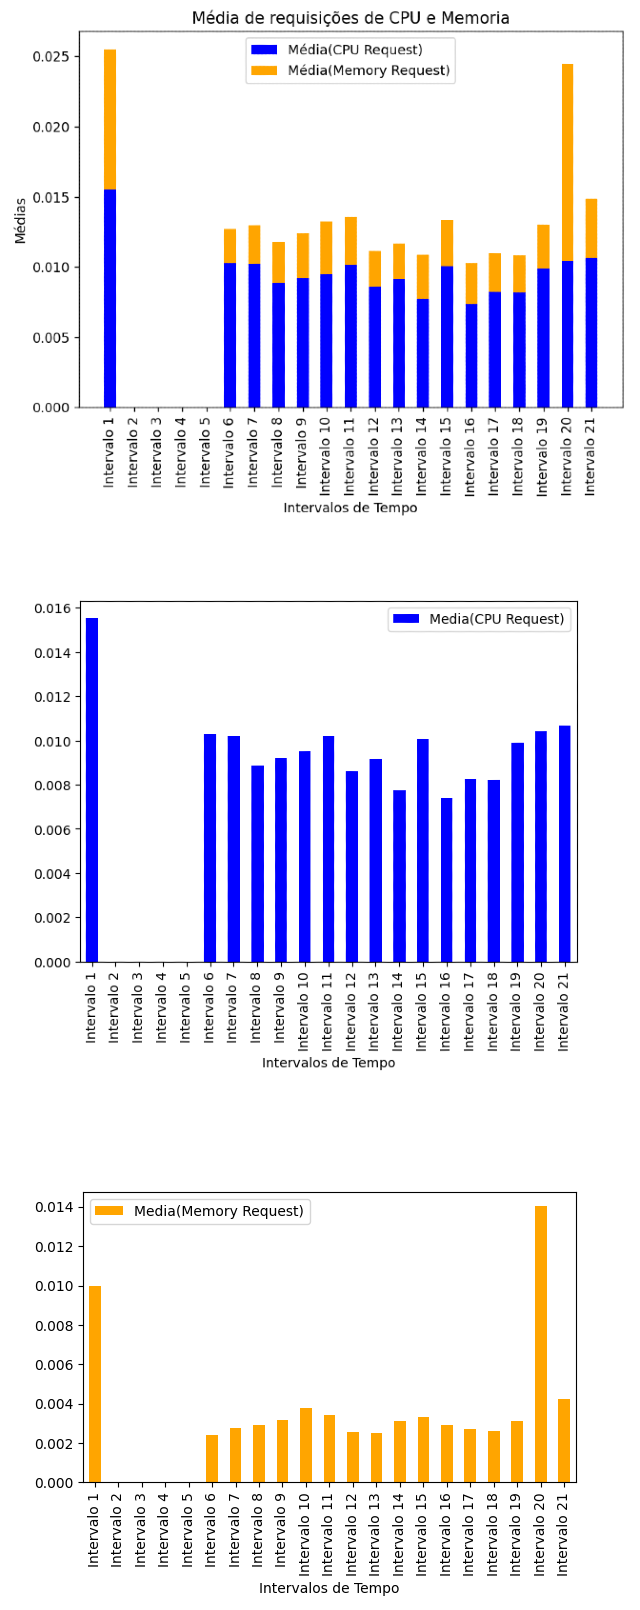 Média de requisições de CPU e Memoria
Média(CPU Request)
Média(Memory Request)
Médias
0.025
0.020
0.015
0.010
0.005
0.000
Intervalo 1
Intervalo 2
Intervalo 3
Intervalo 4
Intervalo 5
Intervalo 6
Intervalo 7
Intervalo 8
Intervalo 9
Intervalo 10
Intervalo 11
Intervalo 12
Intervalo 13
Intervalo 14
Intervalo 15
Intervalo 16
Intervalo 17
Intervalo 18
Intervalo 19
Intervalo 20
Intervalo 21
Intervalos de Tempo
Media(CPU Request)
0.016
0.014
0.012
0.010
0.008
0.006
0.004
0.002
0.000
Intervalo 1
Intervalo 2
Intervalo 3
Intervalo 4
Intervalo 5
Intervalo 6
Intervalo 7
Intervalo 8
Intervalo 9
Intervalo 10
Intervalo 11
Intervalo 12
Intervalo 13
Intervalo 14
Intervalo 15
Intervalo 16
Intervalo 17
Intervalo 18
Intervalo 19
Intervalo 20
Intervalo 21
Intervalos de Tempo
Media(Memory Request)
0.014
0.012
0.010
0.008
0.006
0.004
0.002
0.000
Intervalo 1
Intervalo 2
Intervalo 3
Intervalo 4
Intervalo 5
Intervalo 6
Intervalo 7
Intervalo 8
Intervalo 9
Intervalo 10
Intervalo 11
Intervalo 12
Intervalo 13
Intervalo 14
Intervalo 15
Intervalo 16
Intervalo 17
Intervalo 18
Intervalo 19
Intervalo 20
Intervalo 21
Intervalos de Tempo